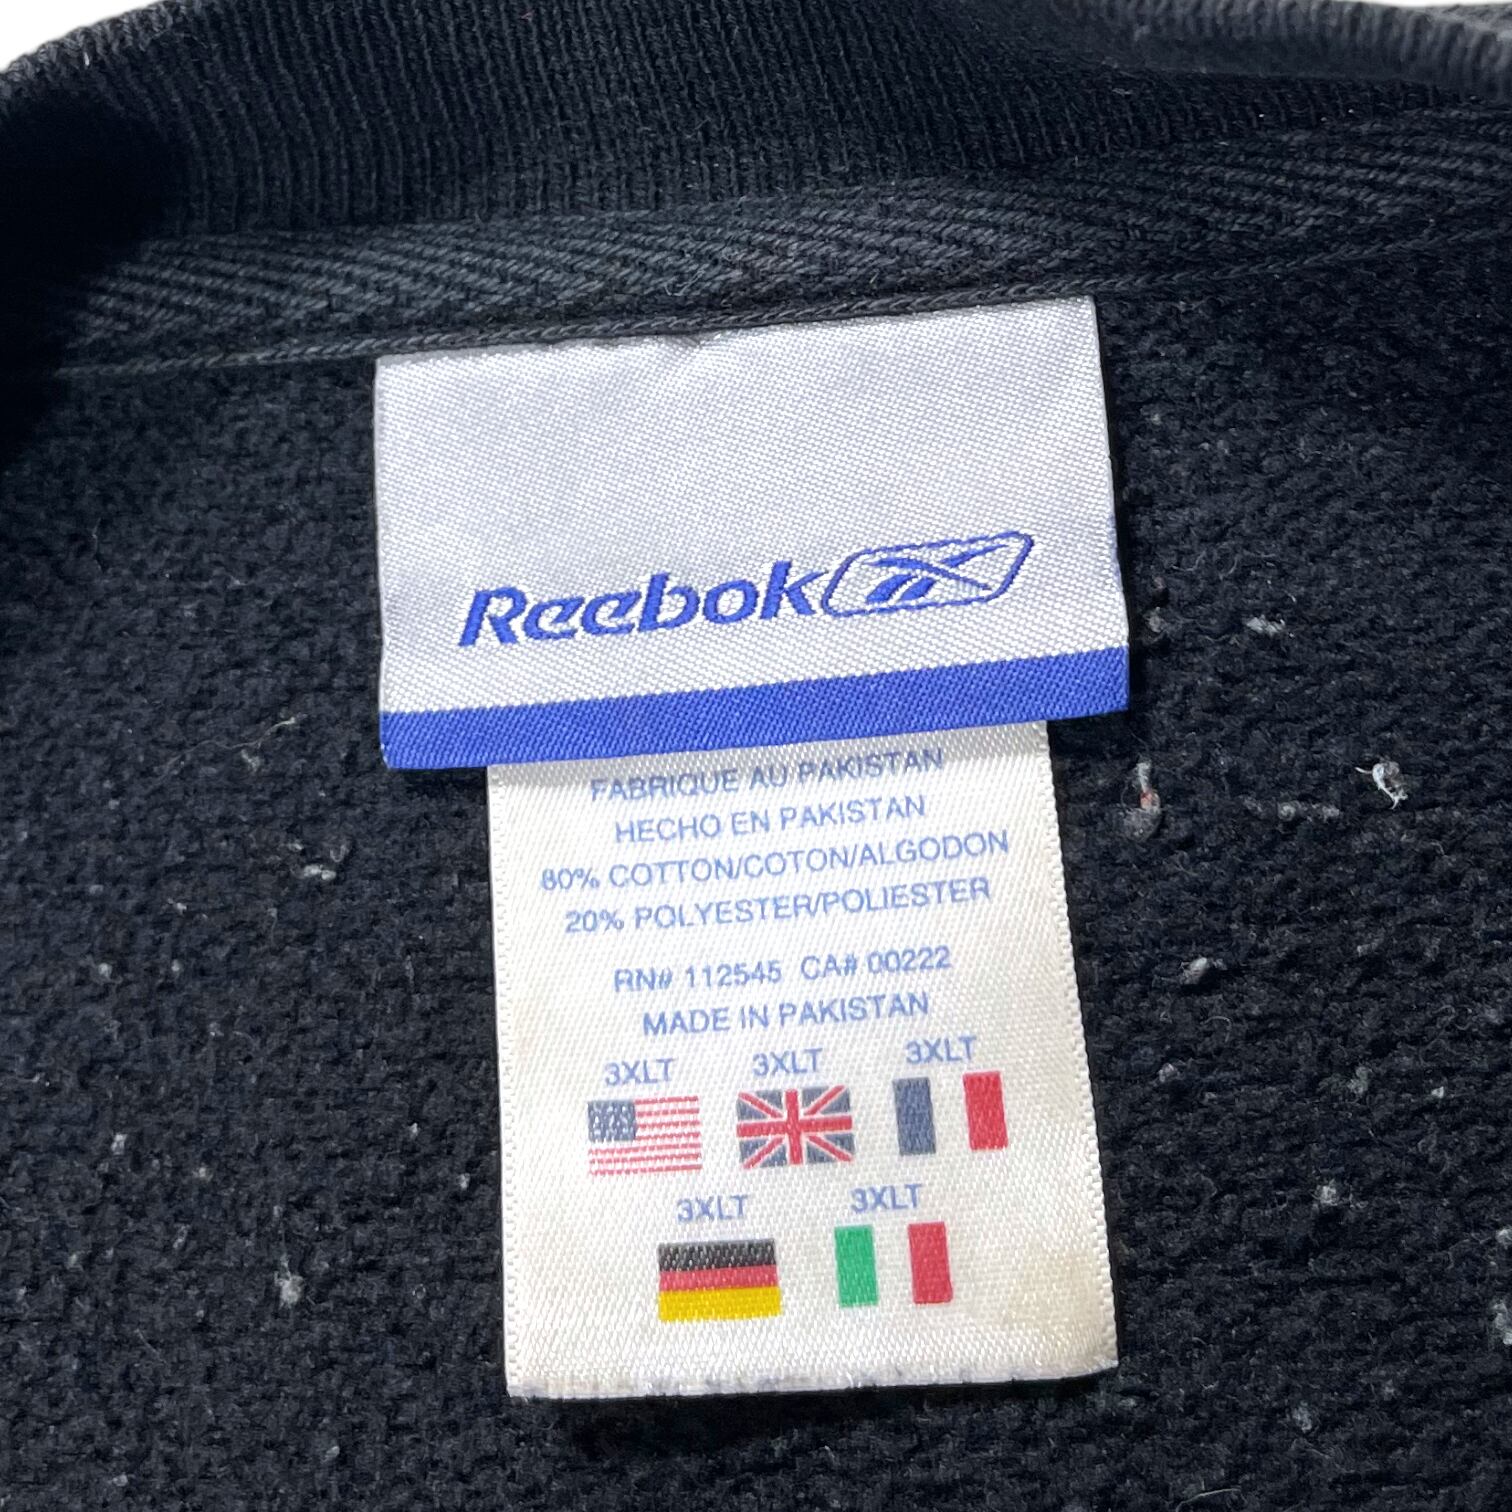 Reebok
FABRIQUE AU PAKISTAN
HECHO EN PAKISTAN
80% COTTON/COTON/ALGODON
20% POLYESTER/POLIESTER
RN# 112545 CA# 00222
MADE IN PAKISTAN
3XLT 3XLT 3XLT
3XLT 3XLT